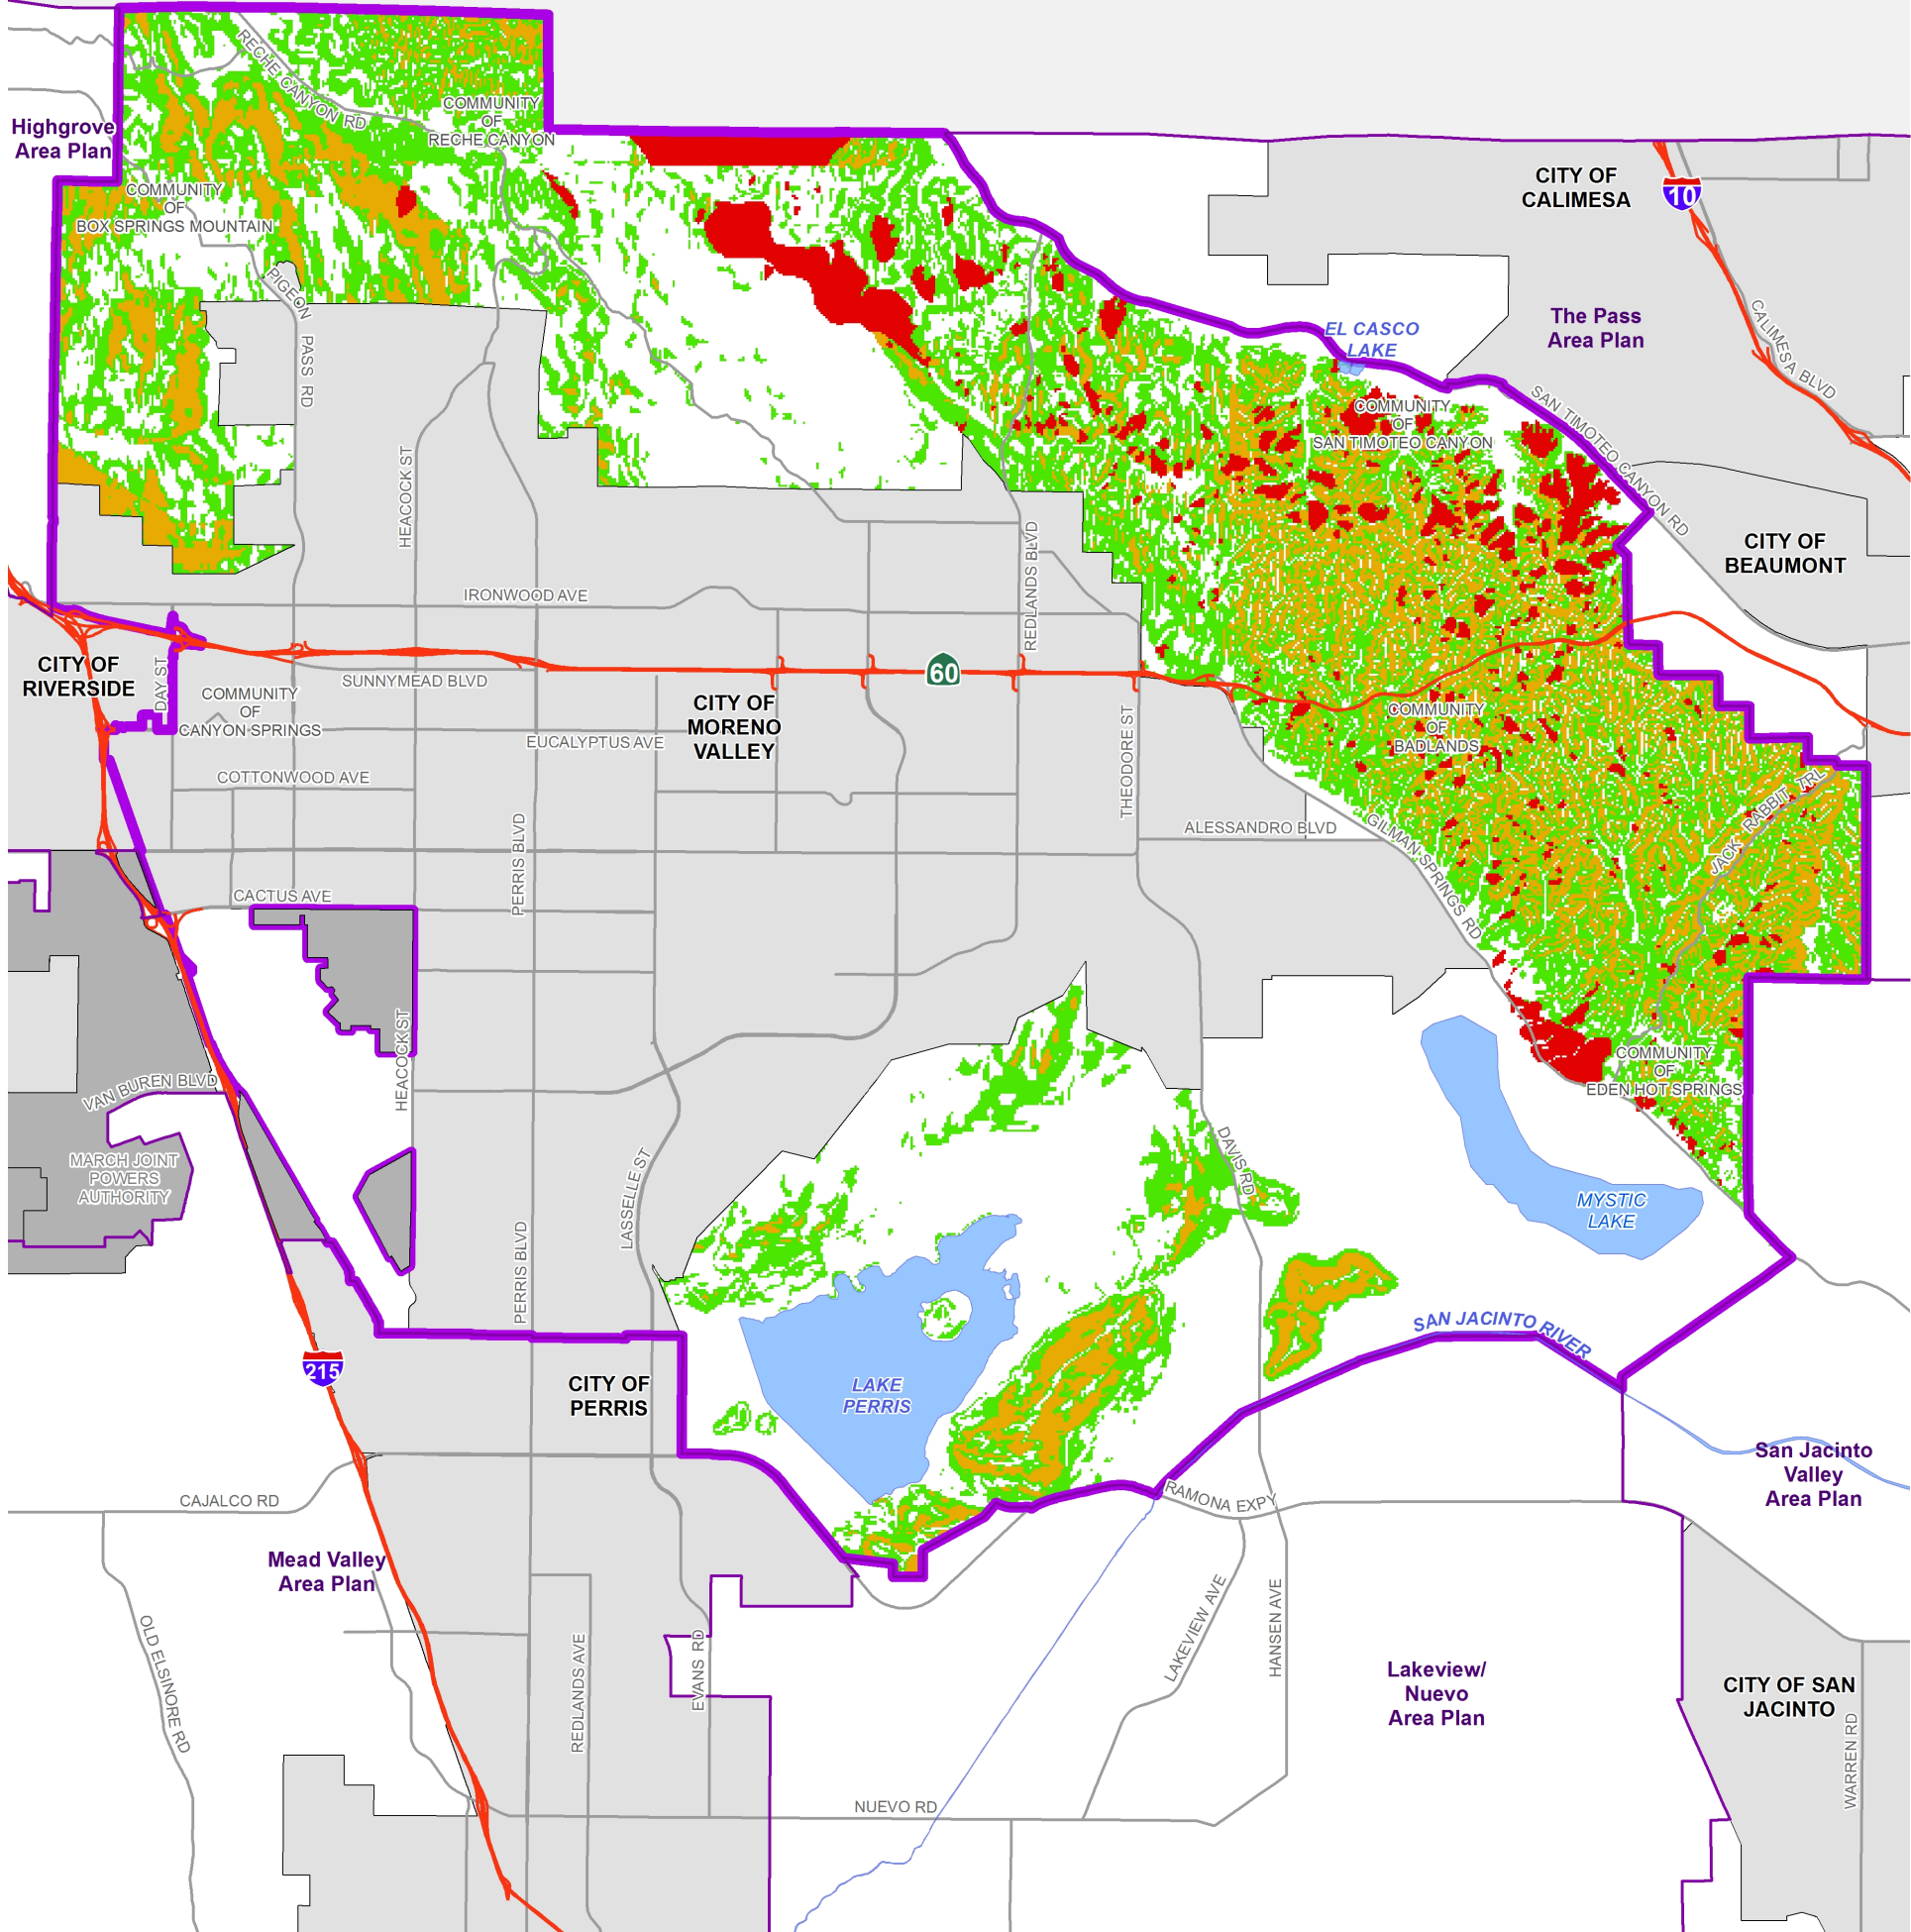 RECHE CANYON RD
COMMUNITY
OF
RECHE CANYON
Highgrove
Area Plan
COMMUNITY
OF
BOX SPRINGS MOUNTAIN
CITY OF
CALIMESA
10
PIGEON
PASS RD
EL CASCO
LAKE
The Pass
Area Plan
CALIMESA BLVD
COMMUNITY
OF
SAN TIMOTEO CANYON
SAN TIMOTEO CANYON RD
HEACOCK ST
REDLANDS BLVD
CITY OF
BEAUMONT
IRONWOOD AVE
CITY OF
RIVERSIDE
DAY ST
SUNNYMEAD BLVD
60
COMMUNITY
OF
CANYON SPRINGS
CITY OF
MORENO
VALLEY
EUCALYPTUS AVE
THEODORE ST
COMMUNITY
OF
BADLANDS
COTTONWOOD AVE
PERRIS BLVD
ALESSANDRO BLVD
GILMAN SPRINGS RD
JACK RABBIT TRL
CACTUS AVE
HEACOCK ST
VAN BUREN BLVD
COMMUNITY
OF
EDEN HOT SPRINGS
MARCH JOINT
POWERS
AUTHORITY
LASSELLE ST
DAVIS RD
MYSTIC
LAKE
PERRIS BLVD
SAN JACINTO RIVER
215
CITY OF
PERRIS
LAKE
PERRIS
San Jacinto
Valley
Area Plan
CAJALCO RD
RAMONA EXPY
Mead Valley
Area Plan
OLD ELSINORE RD
REDLANDS AVE
EVANS RD
LAKEVIEW AVE
HANSEN AVE
Lakeview/
Nuevo
Area Plan
CITY OF SAN
JACINTO
WARREN RD
NUEVO RD